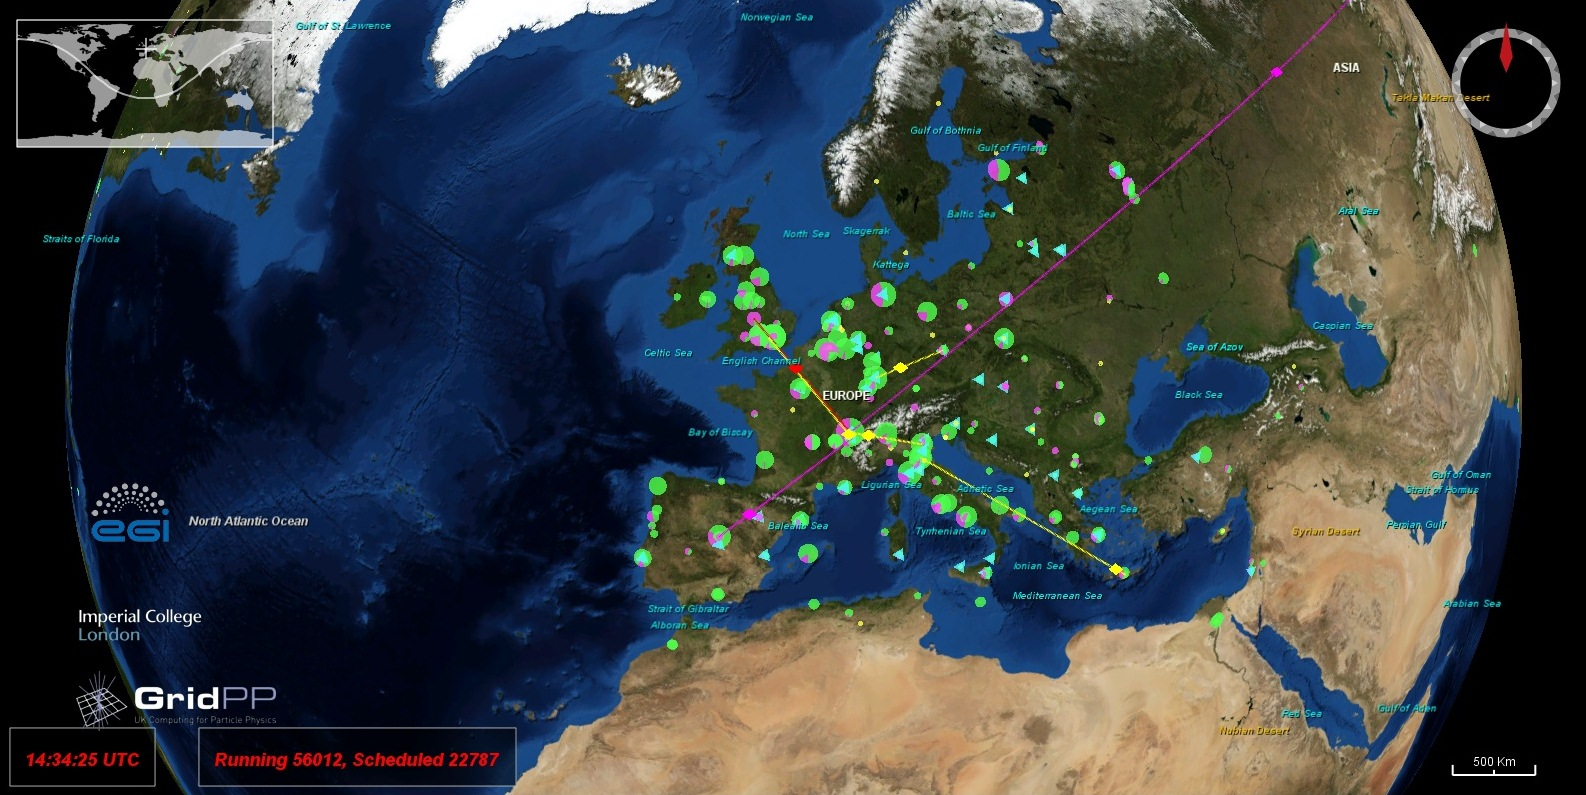 Gulf of St. Lawrence
Norwegian Sea
ASIA
Takla Makan Desert
Gulf of Bothnia
Gulf of Finland
Aral Sea
Baltic Sea
Straits of Florida
North Sea
Skagerrak
Kattega
Caspian Sea
Sea of Azov
Celtic Sea
English Channel
EUROPE
Black Sea
Bay of Biscay
Gulf of Oman
Strait of Hormus
Ligurian Sea
Adriatic Sea
Aegean Sea
egi
North Atlantic Ocean
Balearic Sea
Tyrrhenian Sea
Syrian Desert
Persian Gulf
Ionian Sea
Mediterranean Sea
Arabian Sea
Strait of Gibraltar
Alboran Sea
Imperial College
London
GridPP
UK Computing for Particle Physics
Red Sea
Gulf of Aden
Nubian Desert
14:34:25 UTC
Running 56012, Scheduled 22787
500 Km